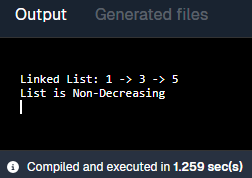 Output Generated files
Linked List: 1 -> 3 -> 5
List is Non-Decreasing
Compiled and executed in 1.259 sec(s)